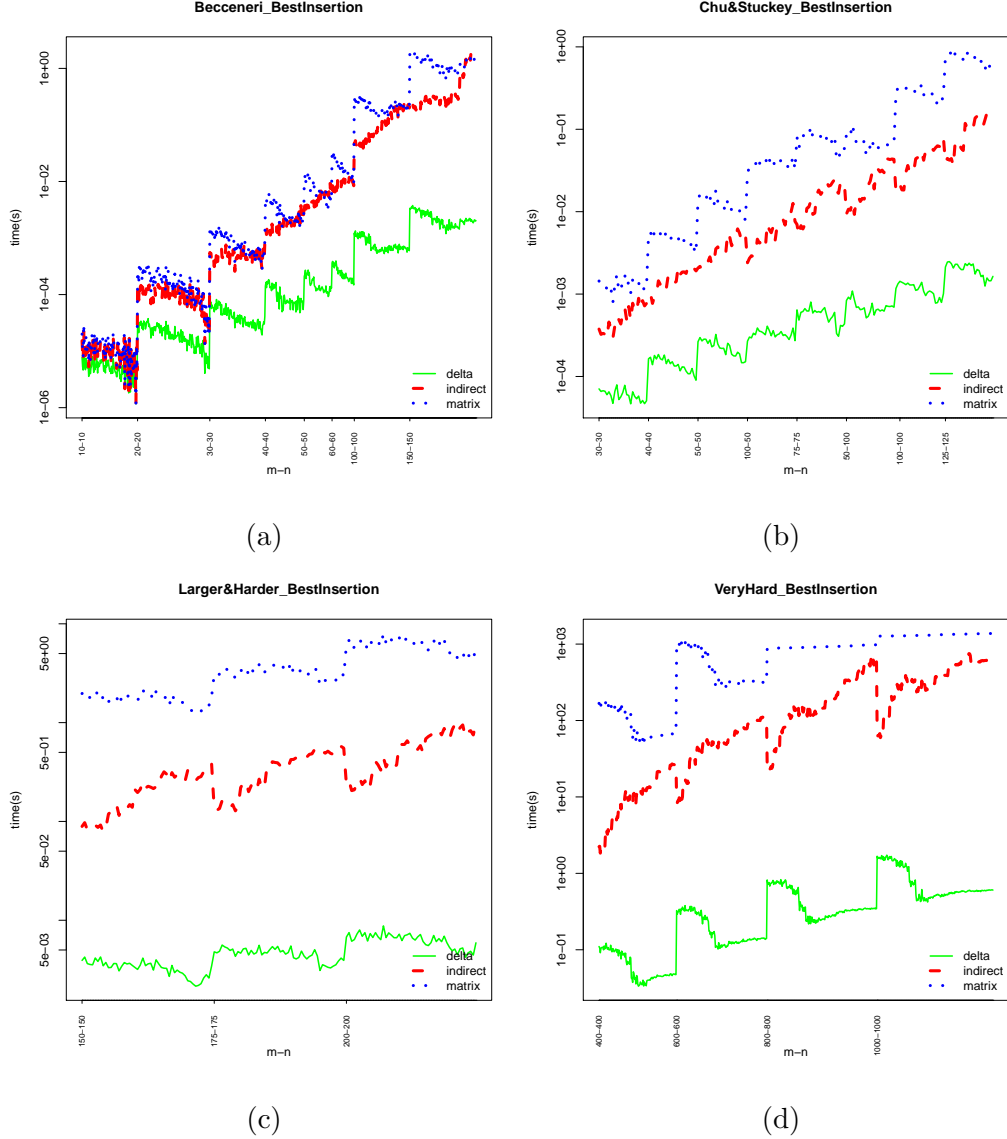 Becceneri_BestInsertion
time(s)
1e+00
1e−02
1e−04
1e−06
delta
indirect
matrix
10−10
20−20
30−30
40−40
50−50
60−60
100−100
150−150
m−n
(a)
Chu&Stuckey_BestInsertion
time(s)
1e+00
1e−01
1e−02
1e−03
1e−04
delta
indirect
matrix
30−30
40−40
50−50
100−50
75−75
50−100
100−100
125−125
m−n
(b)
Larger&Harder_BestInsertion
time(s)
5e+00
5e−01
5e−02
5e−03
delta
indirect
matrix
150−150
175−175
200−200
m−n
(c)
VeryHard_BestInsertion
time(s)
1e+03
1e+02
1e+01
1e+00
1e−01
delta
indirect
matrix
400−400
600−600
800−800
1000−1000
m−n
(d)